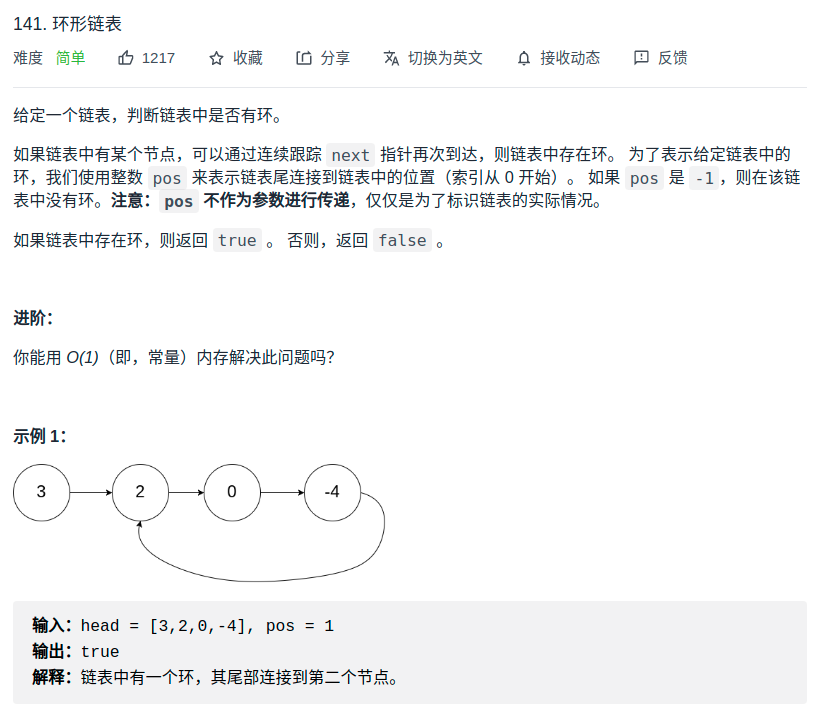 141. 环形链表
难度 简单 1217 收藏 分享 切换为英文 接收动态 反馈
给定一个链表，判断链表中是否有环。
如果链表中有某个节点，可以通过连续跟踪 next 指针再次到达，则链表中存在环。 为了表示给定链表中的
环，我们使用整数 pos 来表示链表尾连接到链表中的位置（索引从 0 开始）。 如果 pos 是 -1，则在该链
表中没有环。注意：pos 不作为参数进行传递，仅仅是为了标识链表的实际情况。
如果链表中存在环，则返回 true 。 否则，返回 false 。
进阶：
你能用 O(1)（即，常量）内存解决此问题吗？
示例 1：
3 2 0 -4
输入：head = [3,2,0,-4], pos = 1
输出：true
解释：链表中有一个环，其尾部连接到第二个节点。